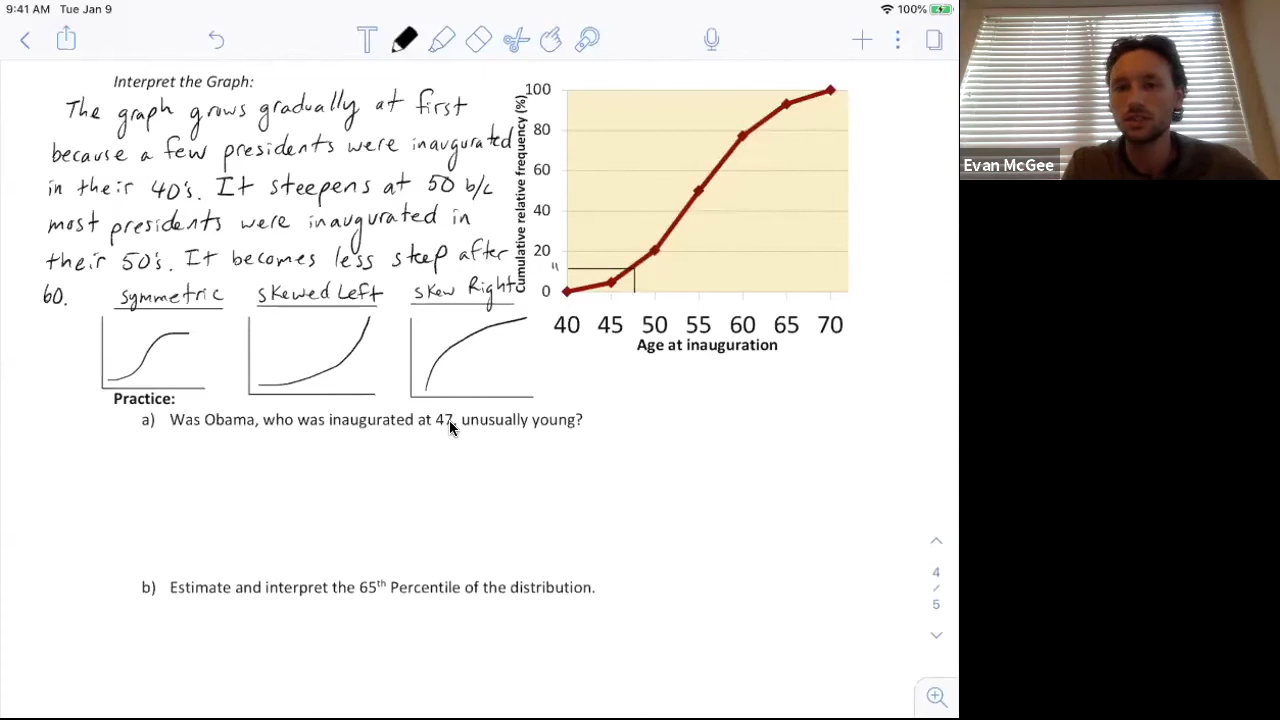 9:41 AM Tue Jan 9
100%
Interpret the Graph:
The graph grows gradually at first
because a few presidents were inaugurated
in their 40's. It steepens at 50 b/c
most presidents were inaugurated in
their 50's. It becomes less steep after
60.
symmetric
skewed Left
skew Right
Practice:
a) Was Obama, who was inaugurated at 47, unusually young?
b) Estimate and interpret the 65th Percentile of the distribution.
Cumulative relative frequency (%)
100
80
60
40
20
11
0
40 45 50 55 60 65 70
Age at inauguration
4
/
5
T
Evan McGee